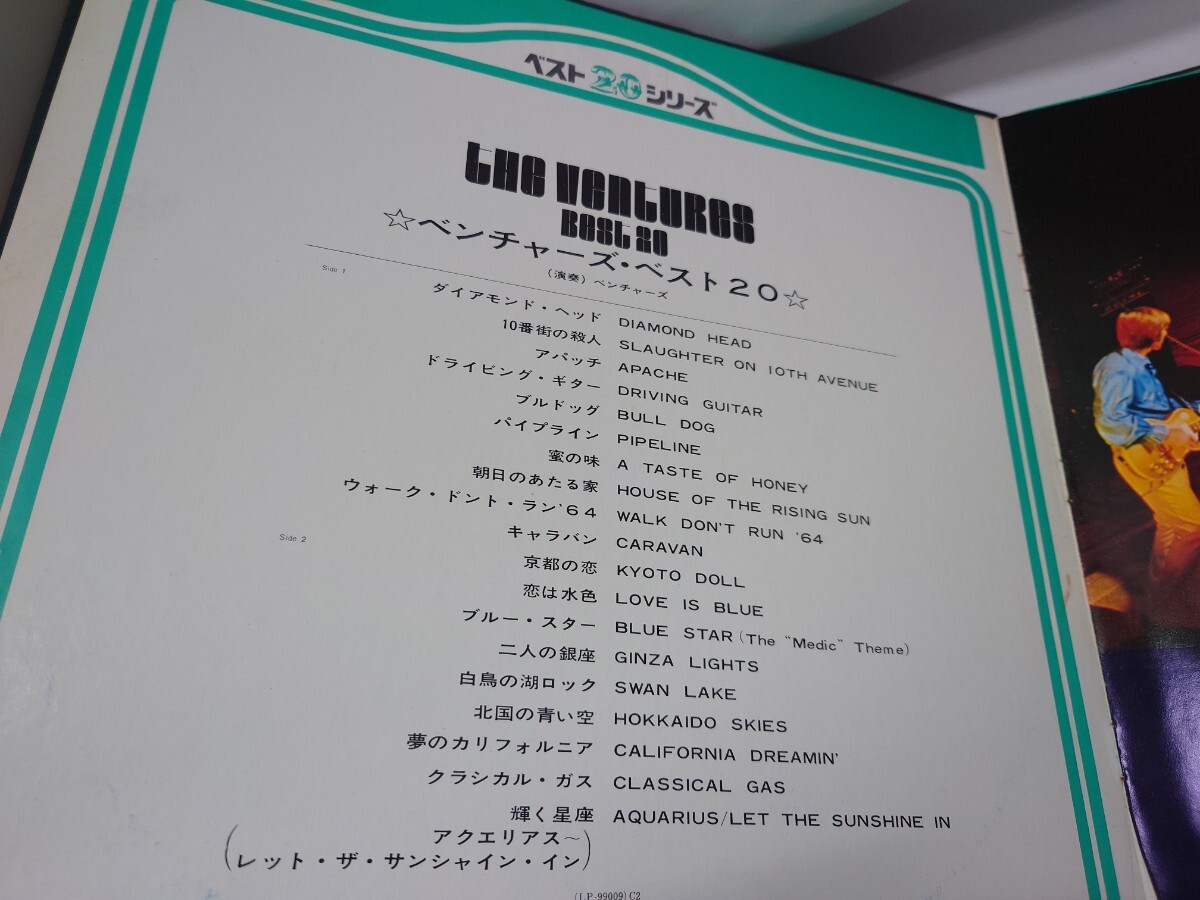 ベスト20シリーズ
the Ventures
Best 20
☆ベンチャーズ・ベスト20☆
(演奏) ベンチャーズ
Side 1
ダイアモンド・ヘッド DIAMOND HEAD
10番街の殺人 SLAUGHTER ON 10TH AVENUE
アパッチ APACHE
ドライビング・ギター DRIVING GUITAR
ブルドッグ BULL DOG
パイプライン PIPELINE
蜜の味 A TASTE OF HONEY
朝日のあたる家 HOUSE OF THE RISING SUN
ウォーク・ドント・ラン'64 WALK DON'T RUN '64
キャラバン CARAVAN
Side 2
京都の恋 KYOTO DOLL
恋は水色 LOVE IS BLUE
ブルー・スター BLUE STAR (The "Medic" Theme)
二人の銀座 GINZA LIGHTS
白鳥の湖ロック SWAN LAKE
北国の青い空 HOKKAIDO SKIES
夢のカリフォルニア CALIFORNIA DREAMIN'
クラシカル・ガス CLASSICAL GAS
輝く星座 AQUARIUS/LET THE SUNSHINE IN
(アクエリアス〜
レット・ザ・サンシャイン・イン)
(LP-99009) C2